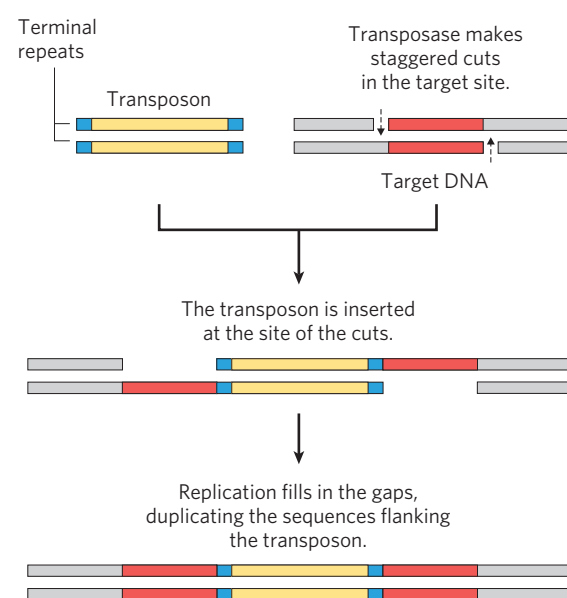 Terminal
repeats
Transposon
Transposase makes
staggered cuts
in the target site.
Target DNA
The transposon is inserted
at the site of the cuts.
Replication fills in the gaps,
duplicating the sequences flanking
the transposon.